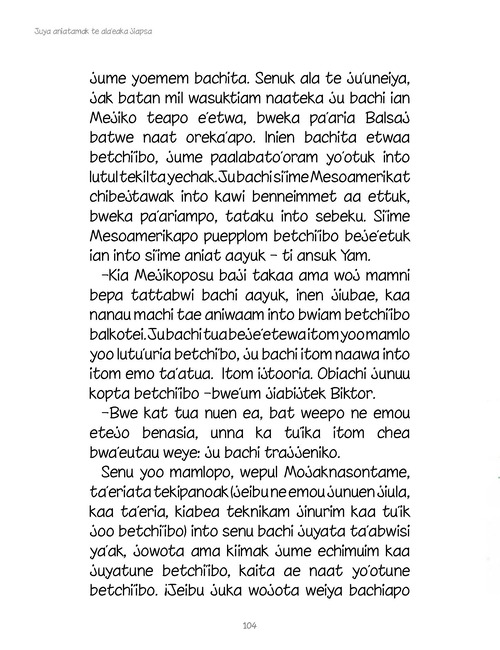 Juya aniatamak te ala'eaka Jiapsa
jume yoemem bachita. Senuk ala te ju'uneiya,
jak batan mil wasuktiam naateka ju bachi ian
Mejiko teapo e'etwa, bweka pa'aria Balsaj
batwe naat oreka'apo. Inien bachita etwaa
betchi'ibo, jume paalabato'oram yo'otuk into
lutul tekilta yechak. Ju bachi si'ime Mesoamerikat
chibejtawak into kawi benneimmet aa ettuk,
bweka pa'ariampo, tataku into sebeku. Si'ime
Mesoamerikapo puepplom betchi'ibo beje'etuk
ian into si'ime aniat aayuk – ti ansuk Yam.
–Kia Mejikoposu baji takaa ama woj mamni
bepa tattabwi bachi aayuk, inen jiubae, kaa
nanau machi tae aniwaam into bwiam betchi'ibo
balkotei. Ju bachi tua beje'etewa itom yoo mamlo
yoo lutu'uria betchi'bo, ju bachi itom naawa into
itom emo ta'atua. Itom ijtooria. Obiachi junuu
kopta betchi'ibo –bwe'um jiabijtek Biktor.
–Bwe kat tua nuen ea, bat weepo ne emou
etejo benasia, unna ka tu'ika itom chea
bwa'eutau weye: ju bachi trajjeniko.
Senu yoo mamlopo, wepul Mojaknasontame,
ta'eriata tekipanoak (jeibu ne emou junuen jiula,
kaa ta'eria, kiabea teknikam jinurim kaa tu'ik
joo betchi'ibo) into senu bachi juyata ta'abwisi
ya'ak, jowota ama kiimak jume echimuim kaa
juyatune betchi'ibo, kaita ae naat yo'otune
betchi'ibo. ¡Jeibu juka wojota weiya bachiapo
104